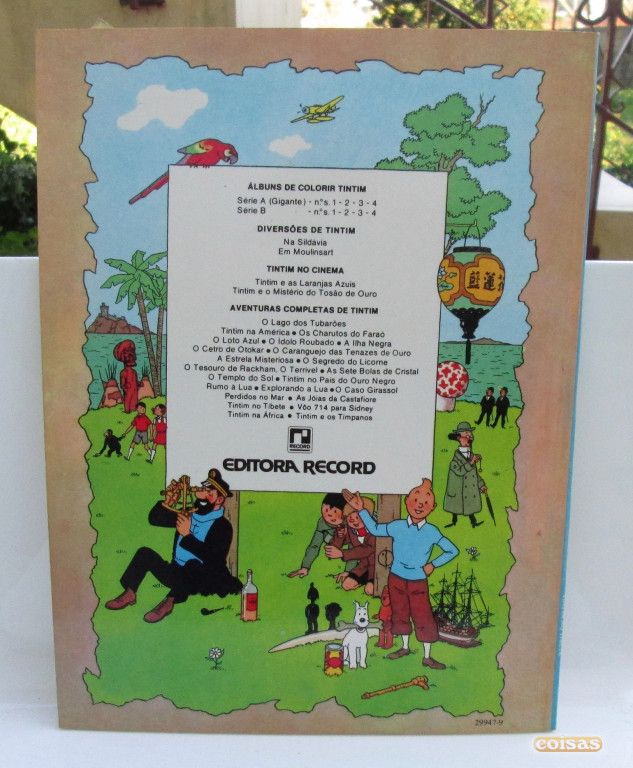 ÁLBUNS DE COLORIR TINTIM
Série A (Gigante) - n.ºs. 1 - 2 - 3 - 4
Série B - n.ºs. 1 - 2 - 3 - 4
DIVERSÕES DE TINTIM
Na Sildávia
Em Moulinsart
TINTIM NO CINEMA
Tintim e as Laranjas Azuis
Tintim e o Mistério do Tosão de Ouro
AVENTURAS COMPLETAS DE TINTIM
O Lago dos Tubarões
Tintim na América ● Os Charutos do Faraó
O Loto Azul ● O Ídolo Roubado ● A Ilha Negra
O Cetro de Otokar ● O Caranguejo das Tenazes de Ouro
A Estrela Misteriosa ● O Segredo do Licorne
O Tesouro de Rackham, O Terrível ● As Sete Bolas de Cristal
O Templo do Sol ● Tintim no País do Ouro Negro
Rumo à Lua ● Explorando a Lua ● O Caso Girassol
Perdidos no Mar ● As Jóias da Castafiore
Tintim no Tibete ● Vôo 714 para Sidney
Tintim na África ● Tintim e os Tímpanos
RECORD
EDITORA RECORD
29947-9
coisas